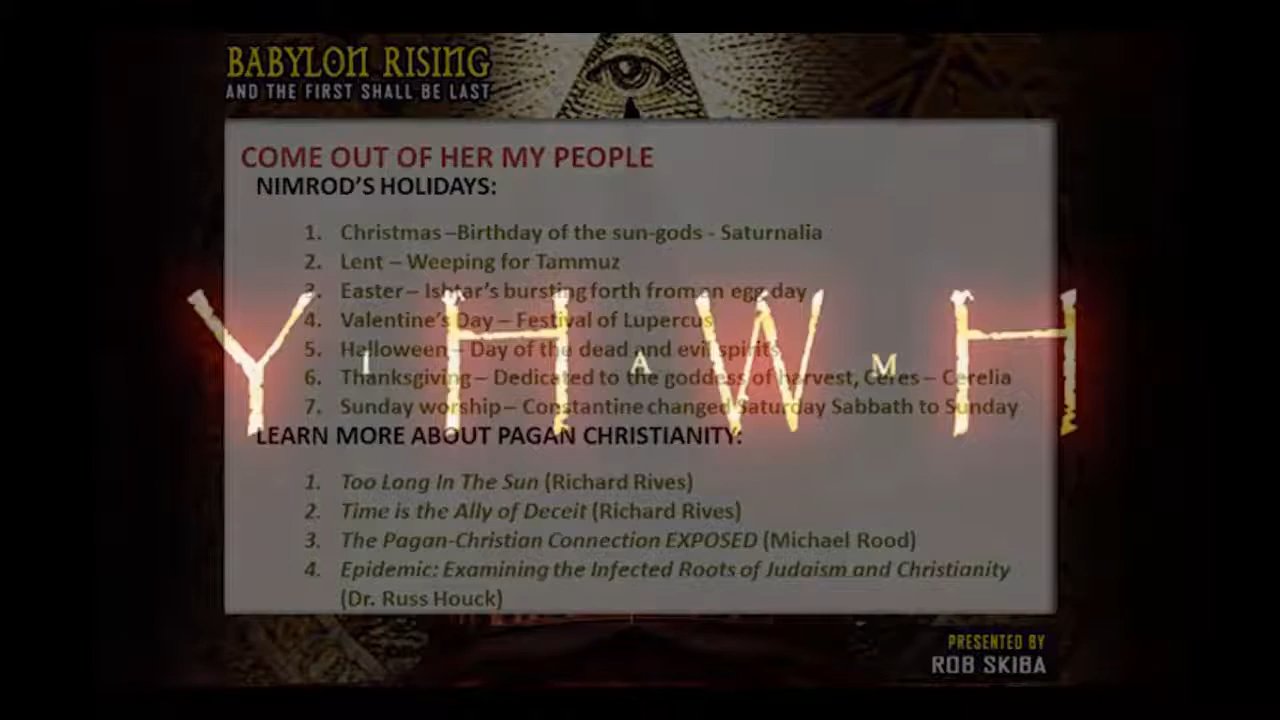 BABYLON RISING
AND THE FIRST SHALL BE LAST
COME OUT OF HER MY PEOPLE
NIMROD'S HOLIDAYS:
1. Christmas –Birthday of the sun-gods - Saturnalia
2. Lent – Weeping for Tammuz
3. Easter – Ishtar's bursting forth from an egg day
4. Valentine's Day – Festival of Lupercus
5. Halloween – Day of the dead and evil spirits
6. Thanksgiving – Dedicated to the goddess of harvest, Ceres – Cerelia
7. Sunday worship – Constantine changed Saturday Sabbath to Sunday
Y H W H
I A M
LEARN MORE ABOUT PAGAN CHRISTIANITY:
1. Too Long In The Sun (Richard Rives)
2. Time is the Ally of Deceit (Richard Rives)
3. The Pagan-Christian Connection EXPOSED (Michael Rood)
4. Epidemic: Examining the Infected Roots of Judaism and Christianity
(Dr. Russ Houck)
PRESENTED BY
ROB SKIBA